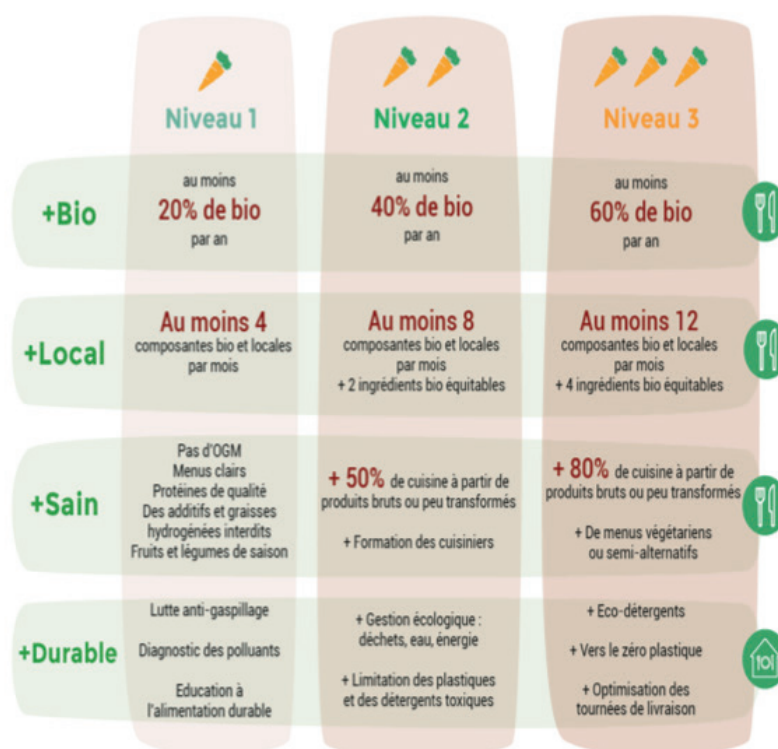 Niveau 1
Niveau 2
Niveau 3
+Bio
au moins
20% de bio
par an
au moins
40% de bio
par an
au moins
60% de bio
par an
+Local
Au moins 4
composantes bio et locales
par mois
Au moins 8
composantes bio et locales
par mois
+ 2 ingrédients bio équitables
Au moins 12
composantes bio et locales
par mois
+ 4 ingrédients bio équitables
+Sain
Pas d'OGM
Menus clairs
Protéines de qualité
Des additifs et graisses
hydrogénées interdits
Fruits et légumes de saison
+ 50% de cuisine à partir de
produits bruts ou peu transformés
+ Formation des cuisiniers
+ 80% de cuisine à partir de
produits bruts ou peu transformés
+ De menus végétariens
ou semi-alternatifs
+Durable
Lutte anti-gaspillage
Diagnostic des polluants
Education à
l'alimentation durable
+ Gestion écologique :
déchets, eau, énergie
+ Limitation des plastiques
et des détergents toxiques
+ Eco-détergents
+ Vers le zéro plastique
+ Optimisation des
tournées de livraison